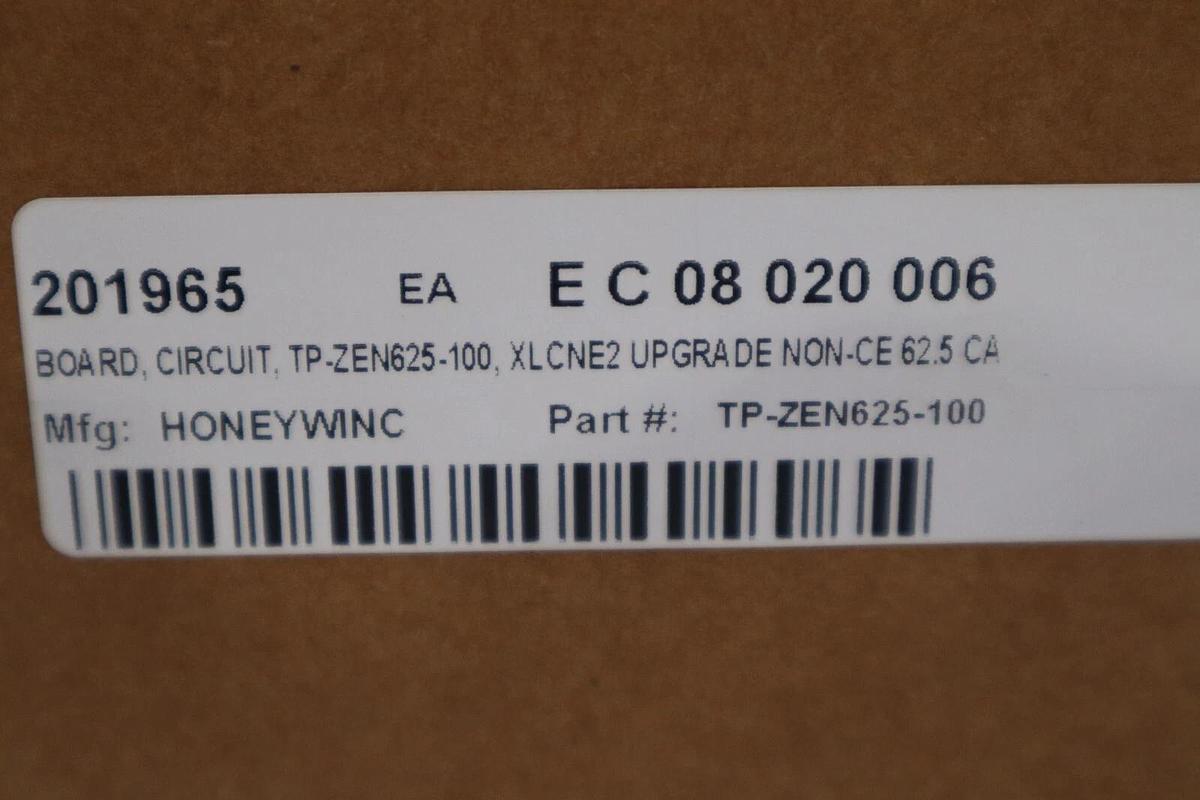 201965 EA E C 08 020 006
BOARD, CIRCUIT, TP-ZEN625-100, XLCNE2 UPGRADE NON-CE 62.5 CA
Mfg: HONEYWINC Part #: TP-ZEN625-100